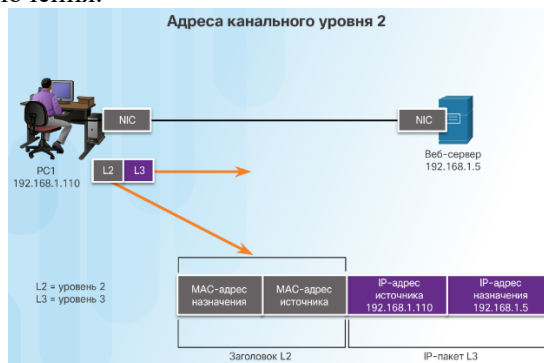 Адреса канального уровня 2
NIC
NIC
PC1
192.168.1.110
L2 L3
Веб-сервер
192.168.1.5
L2 = уровень 2
L3 = уровень 3
MAC-адрес
назначения
MAC-адрес
источника
IP-адрес
источника
192.168.1.110
IP-адрес
назначения
192.168.1.5
Заголовок L2
IP-пакет L3